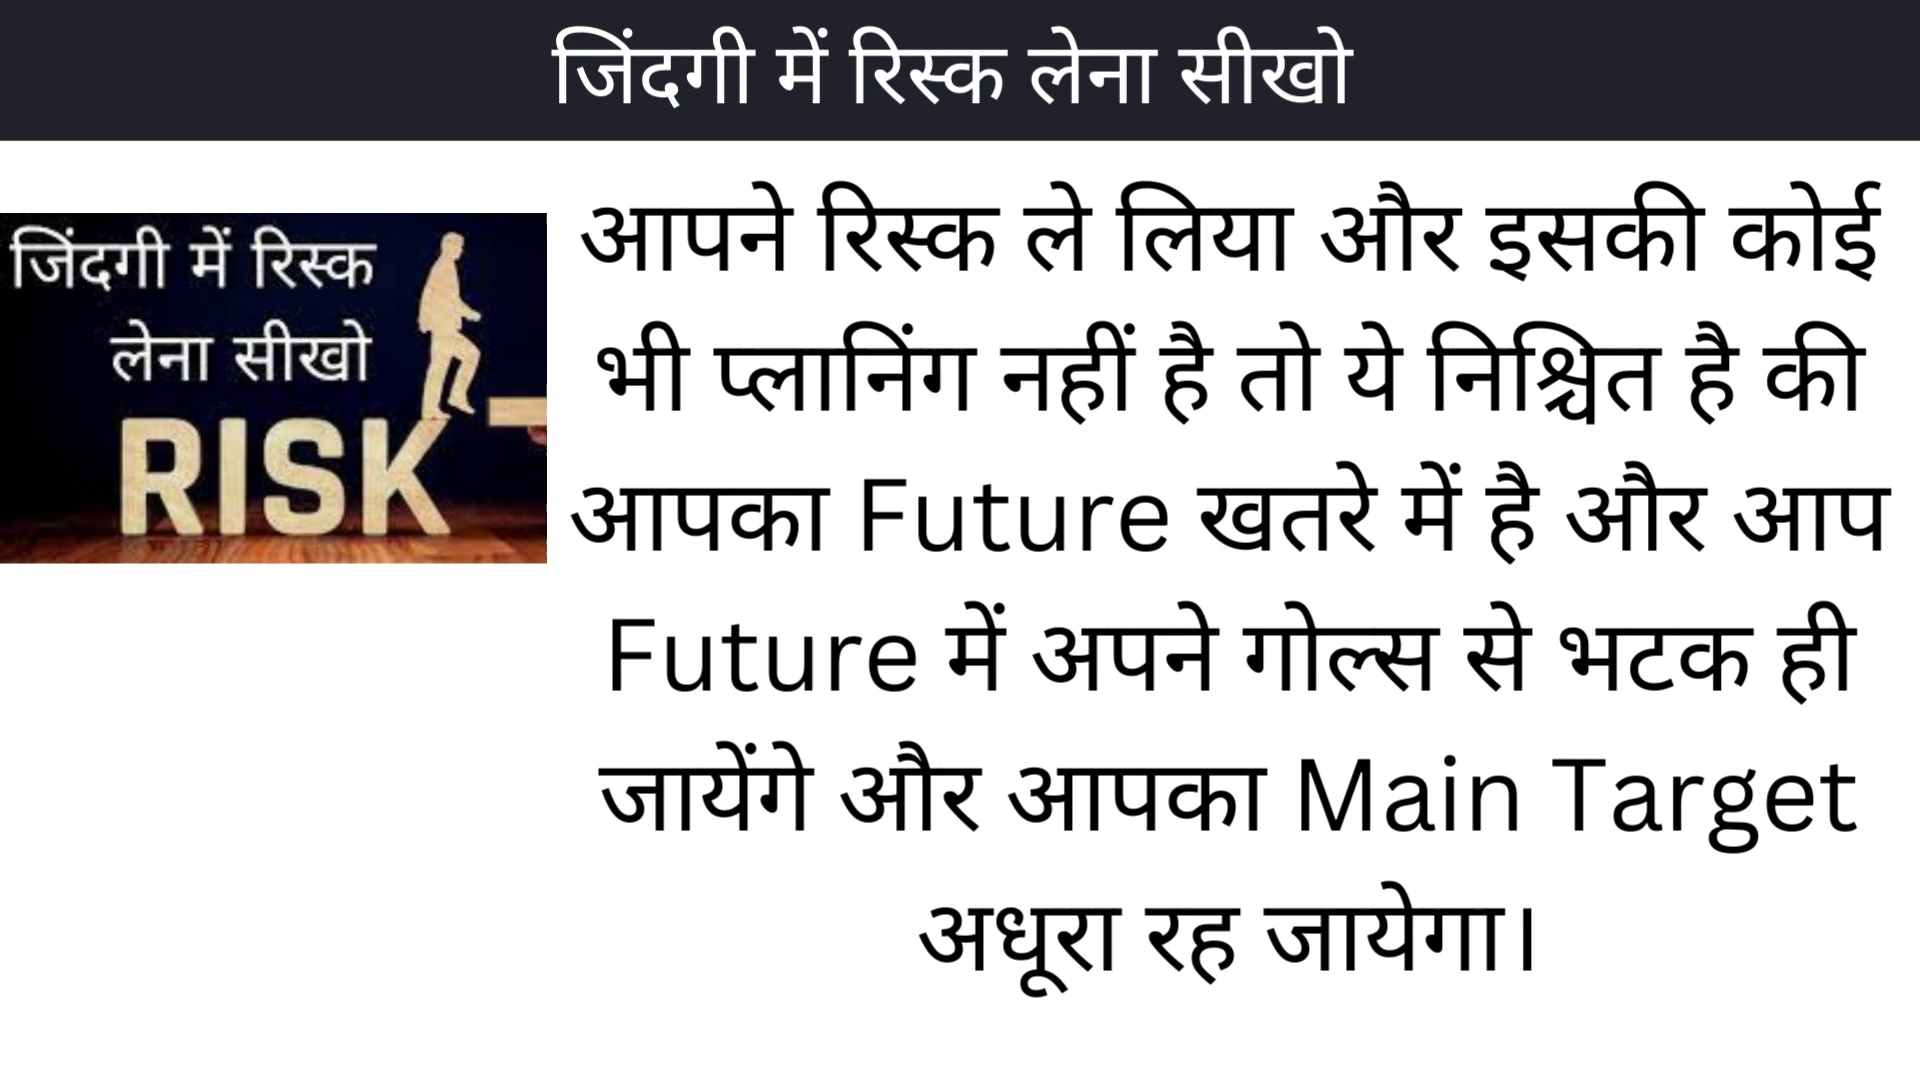 जिंदगी में रिस्क लेना सीखो
जिंदगी में रिस्क
लेना सीखो
RISK
आपने रिस्क ले लिया और इसकी कोई
भी प्लानिंग नहीं है तो ये निश्चित है की
आपका Future खतरे में है और आप
Future में अपने गोल्स से भटक ही
जायेंगे और आपका Main Target
अधूरा रह जायेगा।